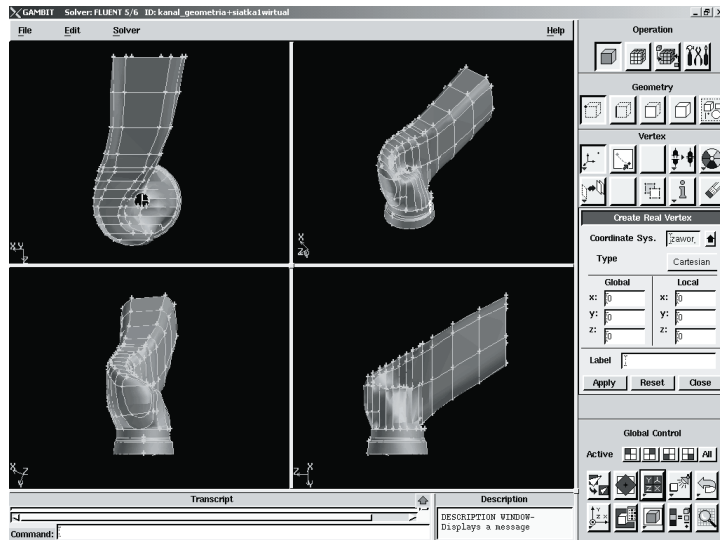 GAMBIT Solver: FLUENT 5/6 ID: kanal_geometria+siatka1wirtual
File Edit Solver Help
Operation
Geometry
Vertex
Create Real Vertex
Coordinate Sys. zawor_
Type Cartesian
Global Local
x: 0 x: 0
y: 0 y: 0
z: 0 z: 0
Label
Apply Reset Close
Global Control
Active All
Transcript
Description
Command:
DESCRIPTION WINDOW-
Displays a message